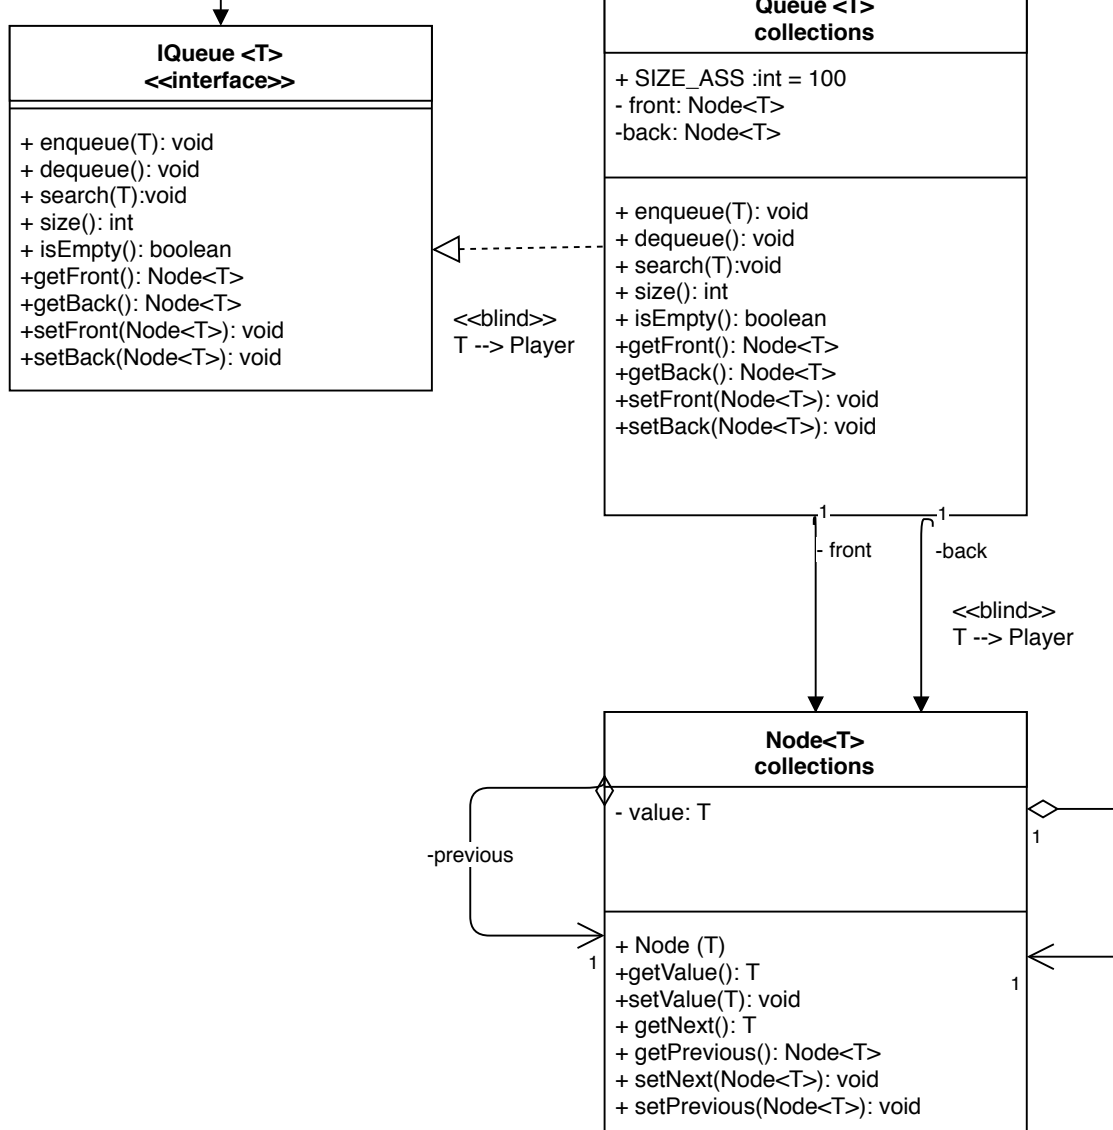 IQueue <T>
<<interface>>
+ enqueue(T): void
+ dequeue(): void
+ search(T):void
+ size(): int
+ isEmpty(): boolean
+getFront(): Node<T>
+getBack(): Node<T>
+setFront(Node<T>): void
+setBack(Node<T>): void
<<blind>>
T --> Player
Queue <T>
collections
+ SIZE_ASS :int = 100
- front: Node<T>
-back: Node<T>
+ enqueue(T): void
+ dequeue(): void
+ search(T):void
+ size(): int
+ isEmpty(): boolean
+getFront(): Node<T>
+getBack(): Node<T>
+setFront(Node<T>): void
+setBack(Node<T>): void
1
1
- front
-back
<<blind>>
T --> Player
Node<T>
collections
- value: T
1
-previous
1
1
+ Node (T)
+getValue(): T
+setValue(T): void
+ getNext(): T
+ getPrevious(): Node<T>
+ setNext(Node<T>): void
+ setPrevious(Node<T>): void